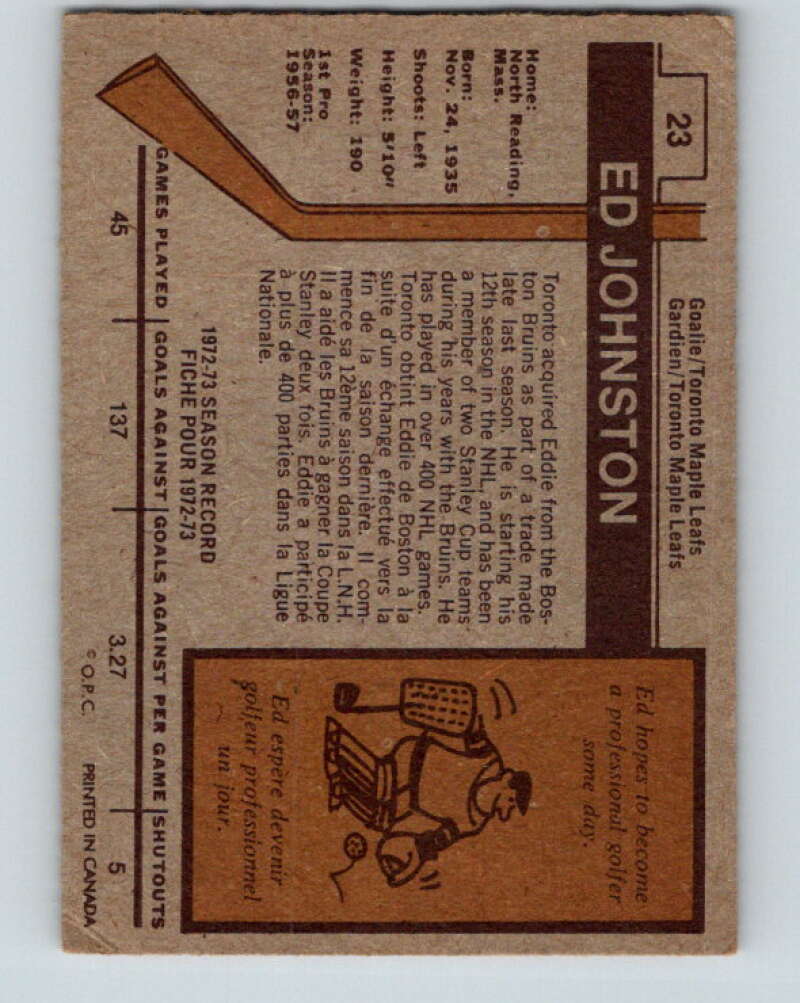 23
Goalie/Toronto Maple Leafs
Gardien/Toronto Maple Leafs
ED JOHNSTON
Home:
North Reading,
Mass.
Born:
Nov. 24, 1935
Shoots: Left
Height: 5'10"
Weight: 190
1st Pro
Season:
1956-57
Toronto acquired Eddie from the Bos-
ton Bruins as part of a trade made
late last season. He is starting his
12th season in the NHL, and has been
a member of two Stanley Cup teams
during his years with the Bruins. He
has played in over 400 NHL games.
Toronto obtint Eddie de Boston à la
suite d'un échange effectué vers la
fin de la saison dernière. Il com-
mence sa 12ème saison dans la L.N.H.
Il a aidé les Bruins à gagner la Coupe
Stanley deux fois. Eddie a participé
à plus de 400 parties dans la Ligue
Nationale.
Ed hopes to become
a professional golfer
some day.
Ed espère devenir
golfeur professionnel
un jour.
1972-73 SEASON RECORD
FICHE POUR 1972-73
GAMES PLAYED | GOALS AGAINST | GOALS AGAINST PER GAME | SHUTOUTS
45 137 3.27 5
© O.P.C. PRINTED IN CANADA